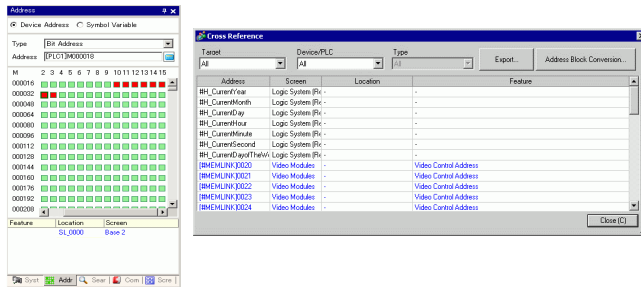 Address
Device Address Symbol Variable
Type Bit Address
Address [PLC1]M000018
M 2 3 4 5 6 7 8 9 10 11 12 13 14 15
000016
000032
000048
000064
000080
000096
000112
000128
000144
000160
000176
000192
000208
Feature Location Screen
SL_0000 Base 2
Syst Addr Sear Com Scre
Cross Reference
Target Device/PLC Type
All All All Export... Address Block Conversion...
Address Screen Location Feature
#H_CurrentYear Logic System (Re - -
#H_CurrentMonth Logic System (Re - -
#H_CurrentDay Logic System (Re - -
#H_CurrentHour Logic System (Re - -
#H_CurrentMinute Logic System (Re - -
#H_CurrentSecond Logic System (Re - -
#H_CurrentDayofTheW Logic System (Re - -
[#MEMLINK]0020 Video Modules - Video Control Address
[#MEMLINK]0021 Video Modules - Video Control Address
[#MEMLINK]0022 Video Modules - Video Control Address
[#MEMLINK]0023 Video Modules - Video Control Address
[#MEMLINK]0024 Video Modules - Video Control Address
Close (C)